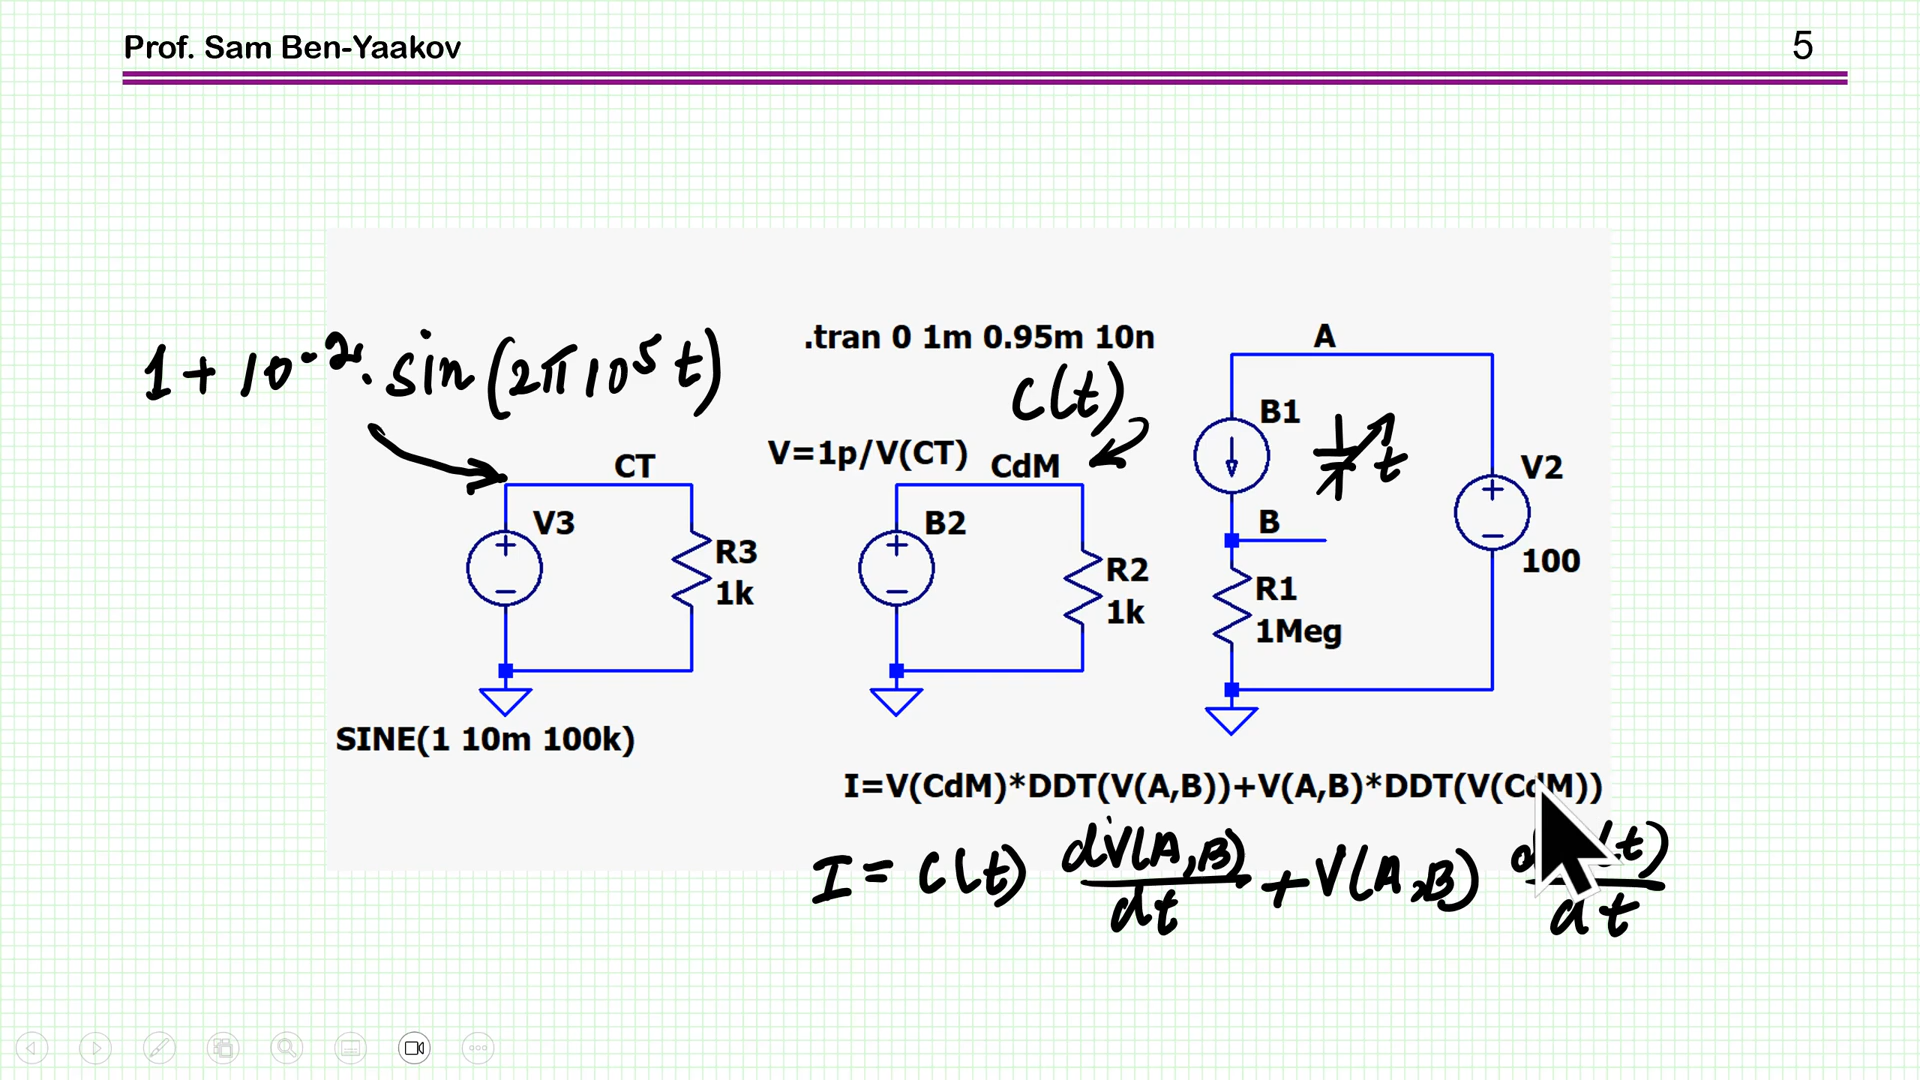 Prof. Sam Ben-Yaakov
5
1 + 10⁻² · sin(2π10⁵ t)
.tran 0 1m 0.95m 10n
C(t)
A
B1
t
V=1p/V(CT)
CT
CdM
V2
V3
B2
B
R3
1k
R2
1k
100
R1
1Meg
SINE(1 10m 100k)
I=V(CdM)*DDT(V(A,B))+V(A,B)*DDT(V(CdM))
I = C(t) dV(A,B)/dt + V(A,B) t)/dt